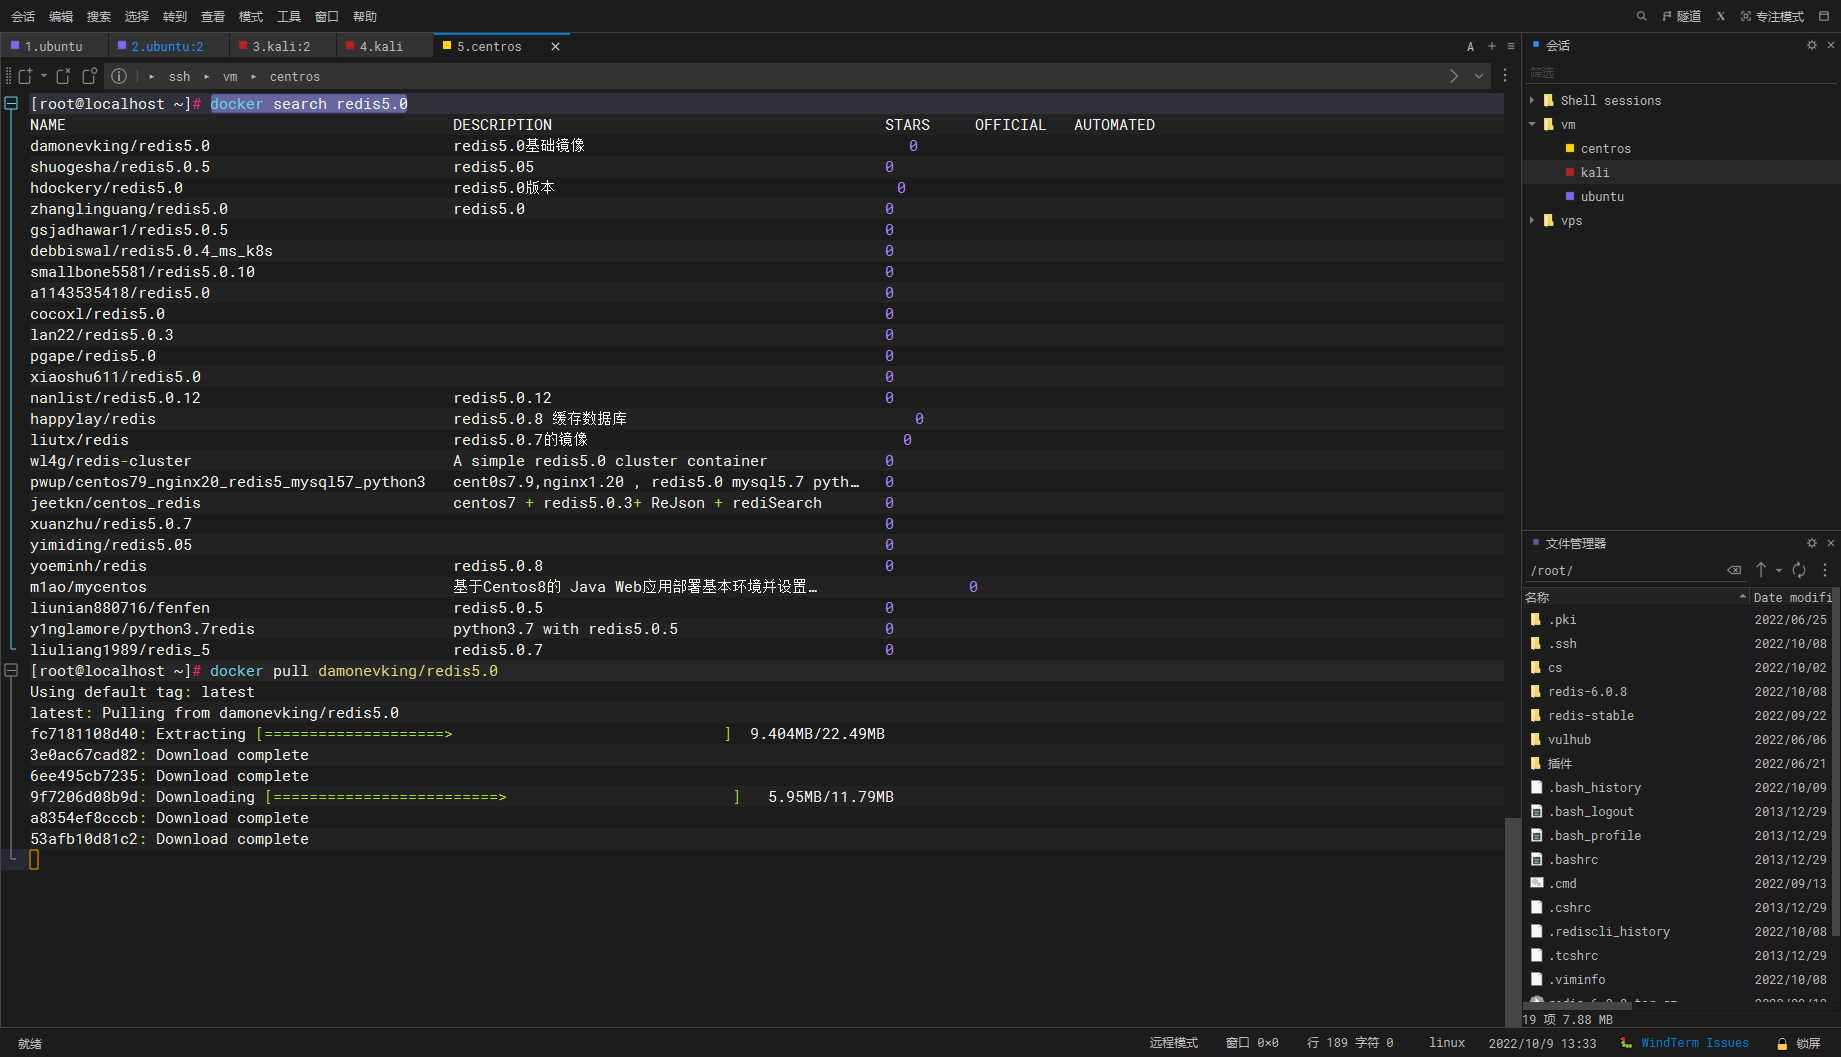 会话 编辑 搜索 选择 转到 查看 模式 工具 窗口 帮助
隧道 X 专注模式
1.ubuntu 2.ubuntu:2 3.kali:2 4.kali 5.centros
A
ssh vm centros
[root@localhost ~]# docker search redis5.0
NAME DESCRIPTION STARS OFFICIAL AUTOMATED
damonevking/redis5.0 redis5.0基础镜像 0
shuogesha/redis5.0.5 redis5.05 0
hdockery/redis5.0 redis5.0版本 0
zhanglinguang/redis5.0 redis5.0 0
gsjadhawar1/redis5.0.5 0
debbiswal/redis5.0.4_ms_k8s 0
smallbone5581/redis5.0.10 0
a1143535418/redis5.0 0
cocoxl/redis5.0 0
lan22/redis5.0.3 0
pgape/redis5.0 0
xiaoshu611/redis5.0 0
nanlist/redis5.0.12 redis5.0.12 0
happylay/redis redis5.0.8 缓存数据库 0
liutx/redis redis5.0.7的镜像 0
wl4g/redis-cluster A simple redis5.0 cluster container 0
pwup/centos79_nginx20_redis5_mysql57_python3 cent0s7.9,nginx1.20 , redis5.0 mysql5.7 pyth… 0
jeetkn/centos_redis centos7 + redis5.0.3+ ReJson + rediSearch 0
xuanzhu/redis5.0.7 0
yimiding/redis5.05 0
yoeminh/redis redis5.0.8 0
m1ao/mycentos 基于Centos8的 Java Web应用部署基本环境并设置… 0
liunian880716/fenfen redis5.0.5 0
y1nglamore/python3.7redis python3.7 with redis5.0.5 0
liuliang1989/redis_5 redis5.0.7 0
[root@localhost ~]# docker pull damonevking/redis5.0
Using default tag: latest
latest: Pulling from damonevking/redis5.0
fc7181108d40: Extracting [====================> ] 9.404MB/22.49MB
3e0ac67cad82: Download complete
6ee495cb7235: Download complete
9f7206d08b9d: Downloading [=========================> ] 5.95MB/11.79MB
a8354ef8cccb: Download complete
53afb10d81c2: Download complete
会话
筛选
Shell sessions
vm
centros
kali
ubuntu
vps
文件管理器
/root/
名称 Date modifi
.pki 2022/06/25
.ssh 2022/10/08
cs 2022/10/02
redis-6.0.8 2022/10/08
redis-stable 2022/09/22
vulhub 2022/06/06
插件 2022/06/21
.bash_history 2022/10/09
.bash_logout 2013/12/29
.bash_profile 2013/12/29
.bashrc 2013/12/29
.cmd 2022/09/13
.cshrc 2013/12/29
.rediscli_history 2022/10/08
.tcshrc 2013/12/29
.viminfo 2022/10/08
19 项 7.88 MB
就绪 远程模式 窗口 0×0 行 189 字符 0 linux 2022/10/9 13:33 WindTerm Issues 锁屏